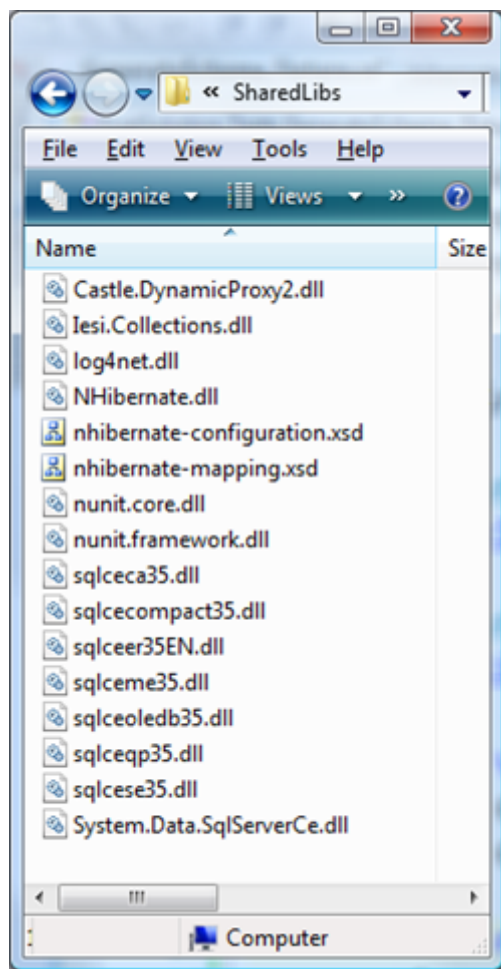 « SharedLibs
File Edit View Tools Help
Organize Views »
Name Size
Castle.DynamicProxy2.dll
Iesi.Collections.dll
log4net.dll
NHibernate.dll
nhibernate-configuration.xsd
nhibernate-mapping.xsd
nunit.core.dll
nunit.framework.dll
sqlceca35.dll
sqlcecompact35.dll
sqlceer35EN.dll
sqlceme35.dll
sqlceoledb35.dll
sqlceqp35.dll
sqlcese35.dll
System.Data.SqlServerCe.dll
Computer